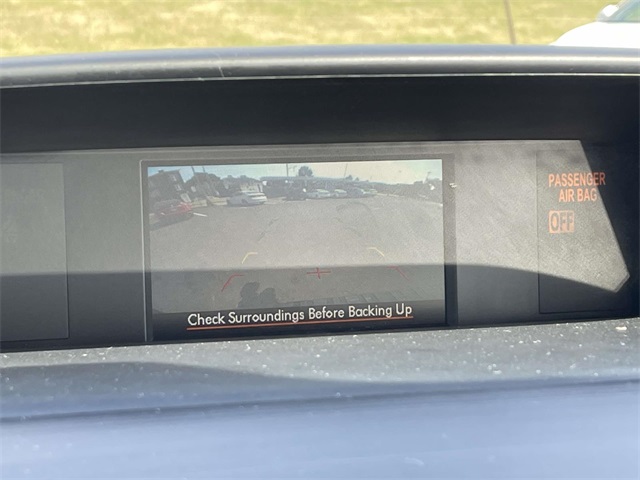 PASSENGER
AIR BAG
OFF
Check Surroundings Before Backing Up